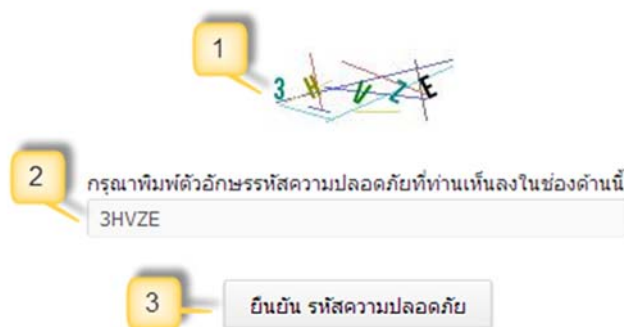 1
3HVZE
2
กรุณาพิมพ์ตัวอักษรรหัสความปลอดภัยที่ท่านเห็นลงในช่องด้านนี้
3HVZE
3
ยืนยัน รหัสความปลอดภัย